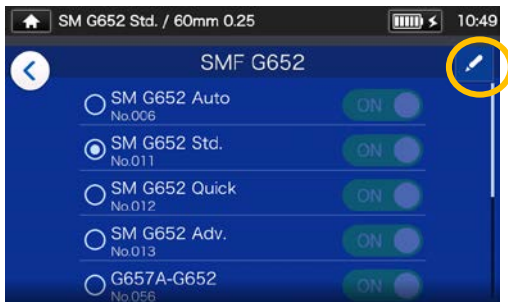 SM G652 Std. / 60mm 0.25 10:49
SMF G652
SM G652 Auto
No.006
ON
SM G652 Std.
No.011
ON
SM G652 Quick
No.012
ON
SM G652 Adv.
No.013
ON
G657A-G652
No.056
ON